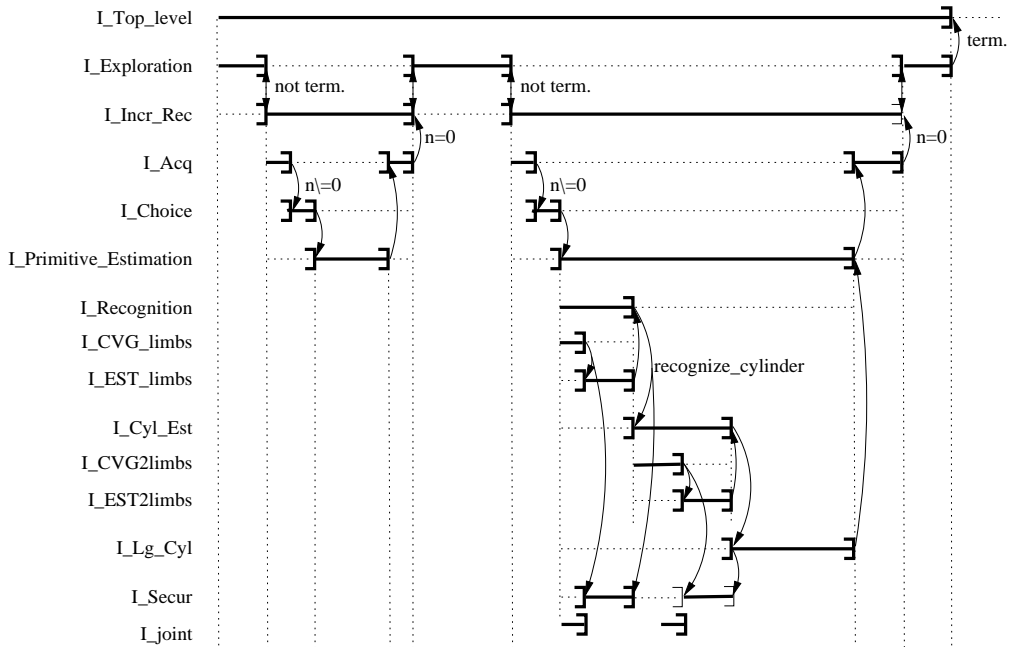 I_Top_level
term.
I_Exploration
not term.
not term.
I_Incr_Rec
n=0
n=0
I_Acq
n\=0
n\=0
I_Choice
I_Primitive_Estimation
I_Recognition
I_CVG_limbs
recognize_cylinder
I_EST_limbs
I_Cyl_Est
I_CVG2limbs
I_EST2limbs
I_Lg_Cyl
I_Secur
I_joint